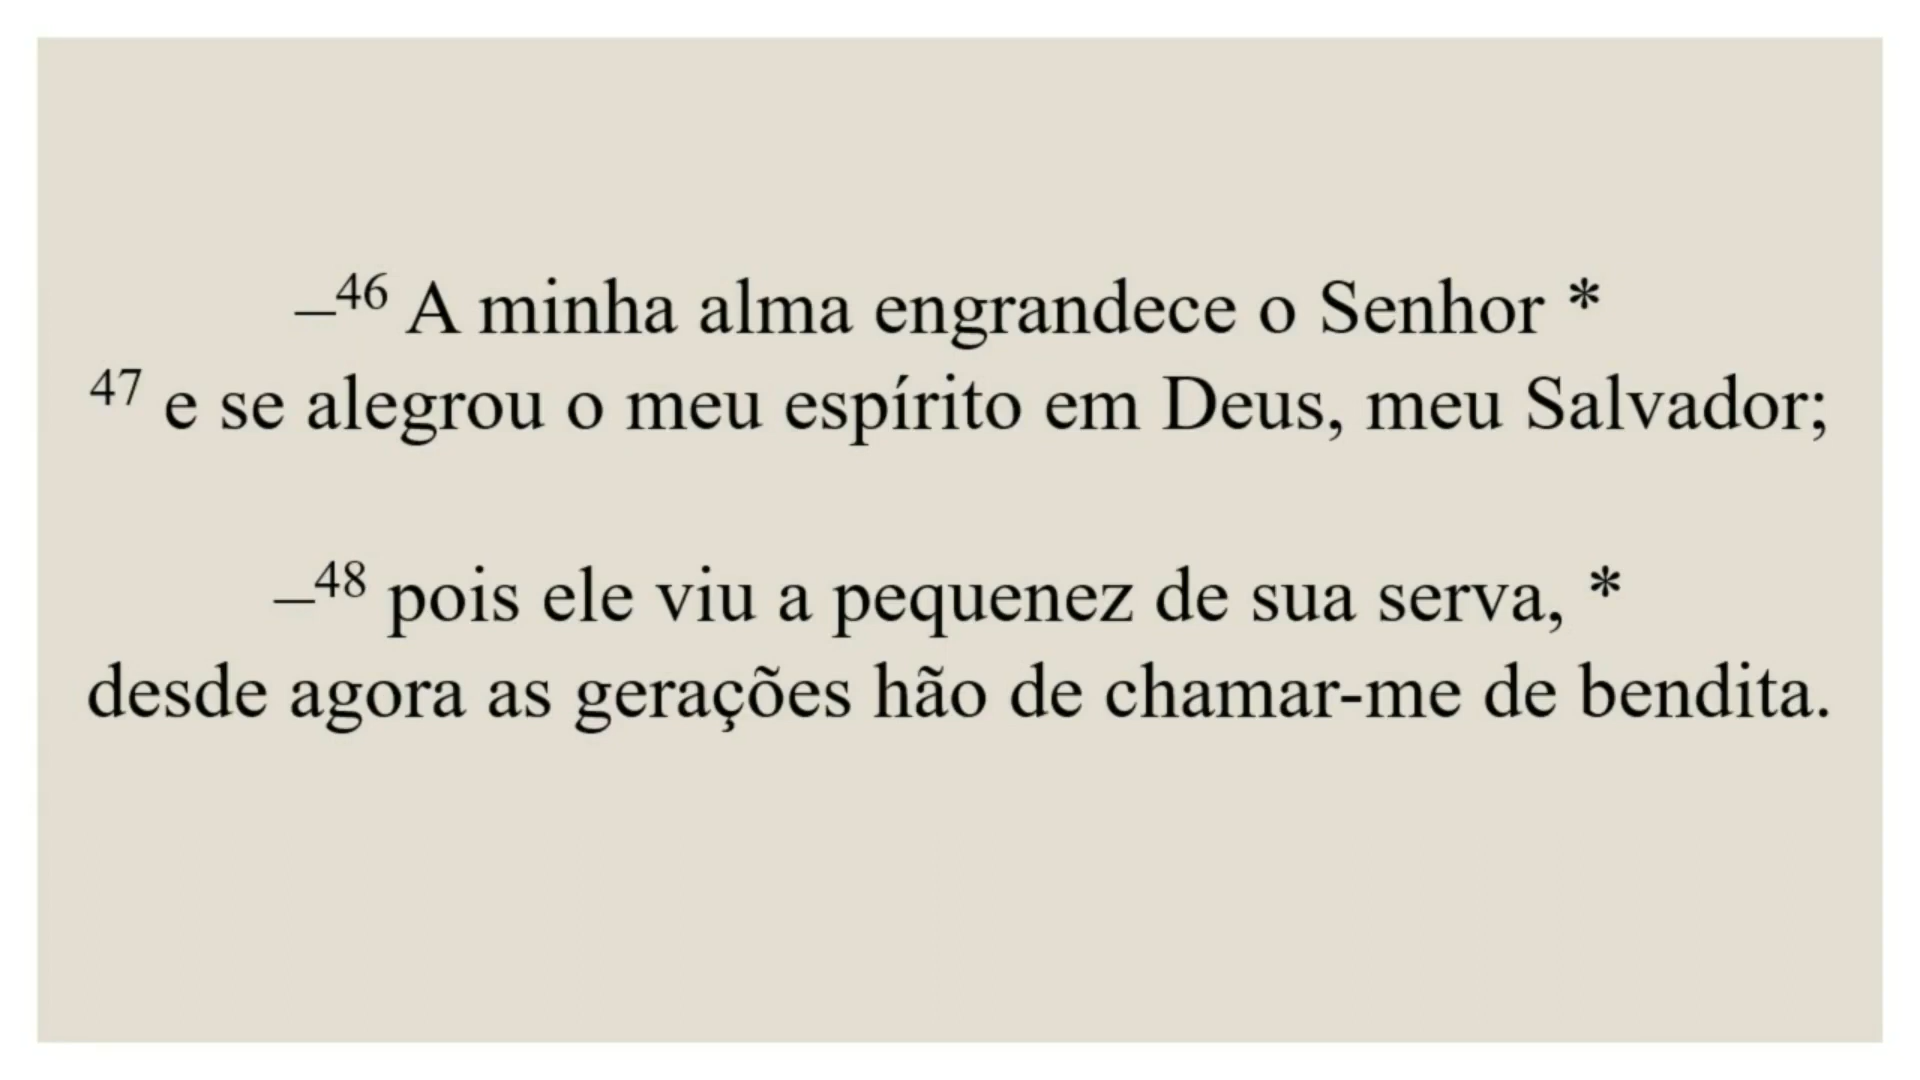 –46 A minha alma engrandece o Senhor *
47 e se alegrou o meu espírito em Deus, meu Salvador;
–48 pois ele viu a pequenez de sua serva, *
desde agora as gerações hão de chamar-me de bendita.